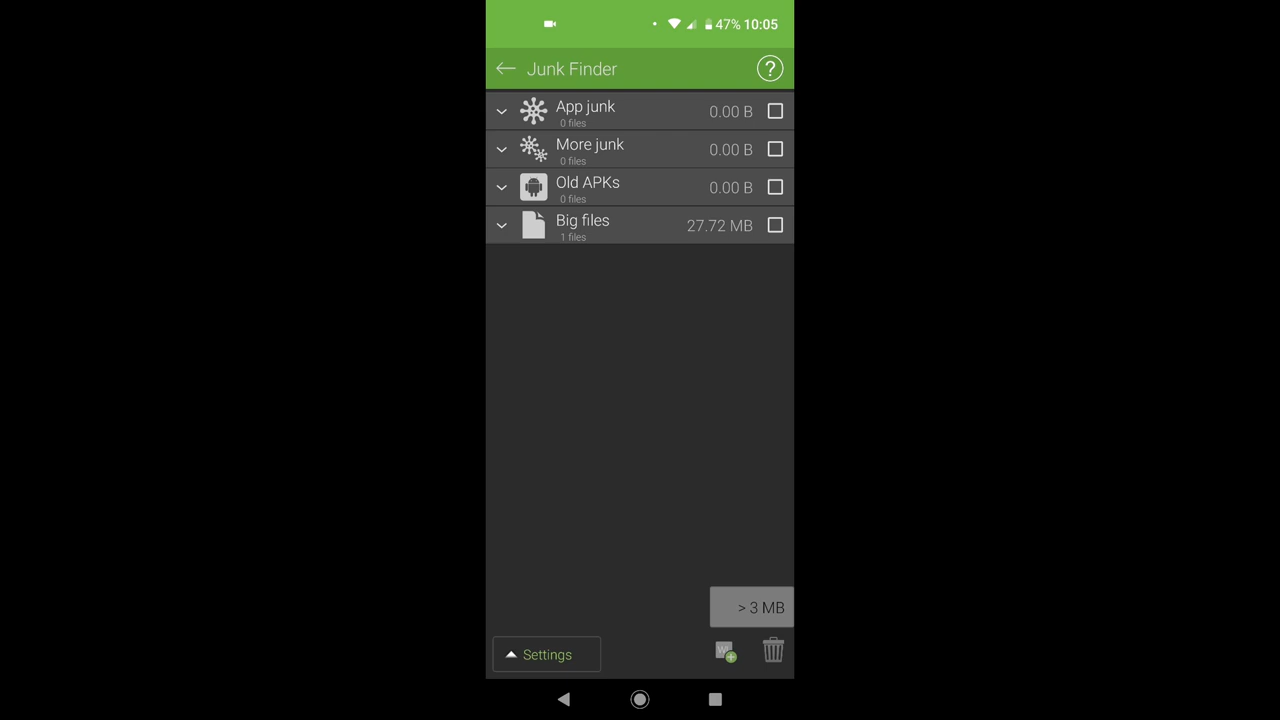 47% 10:05
Junk Finder ?
App junk 0.00 B
0 files
More junk 0.00 B
0 files
Old APKs 0.00 B
0 files
Big files 27.72 MB
1 files
> 3 MB
Settings